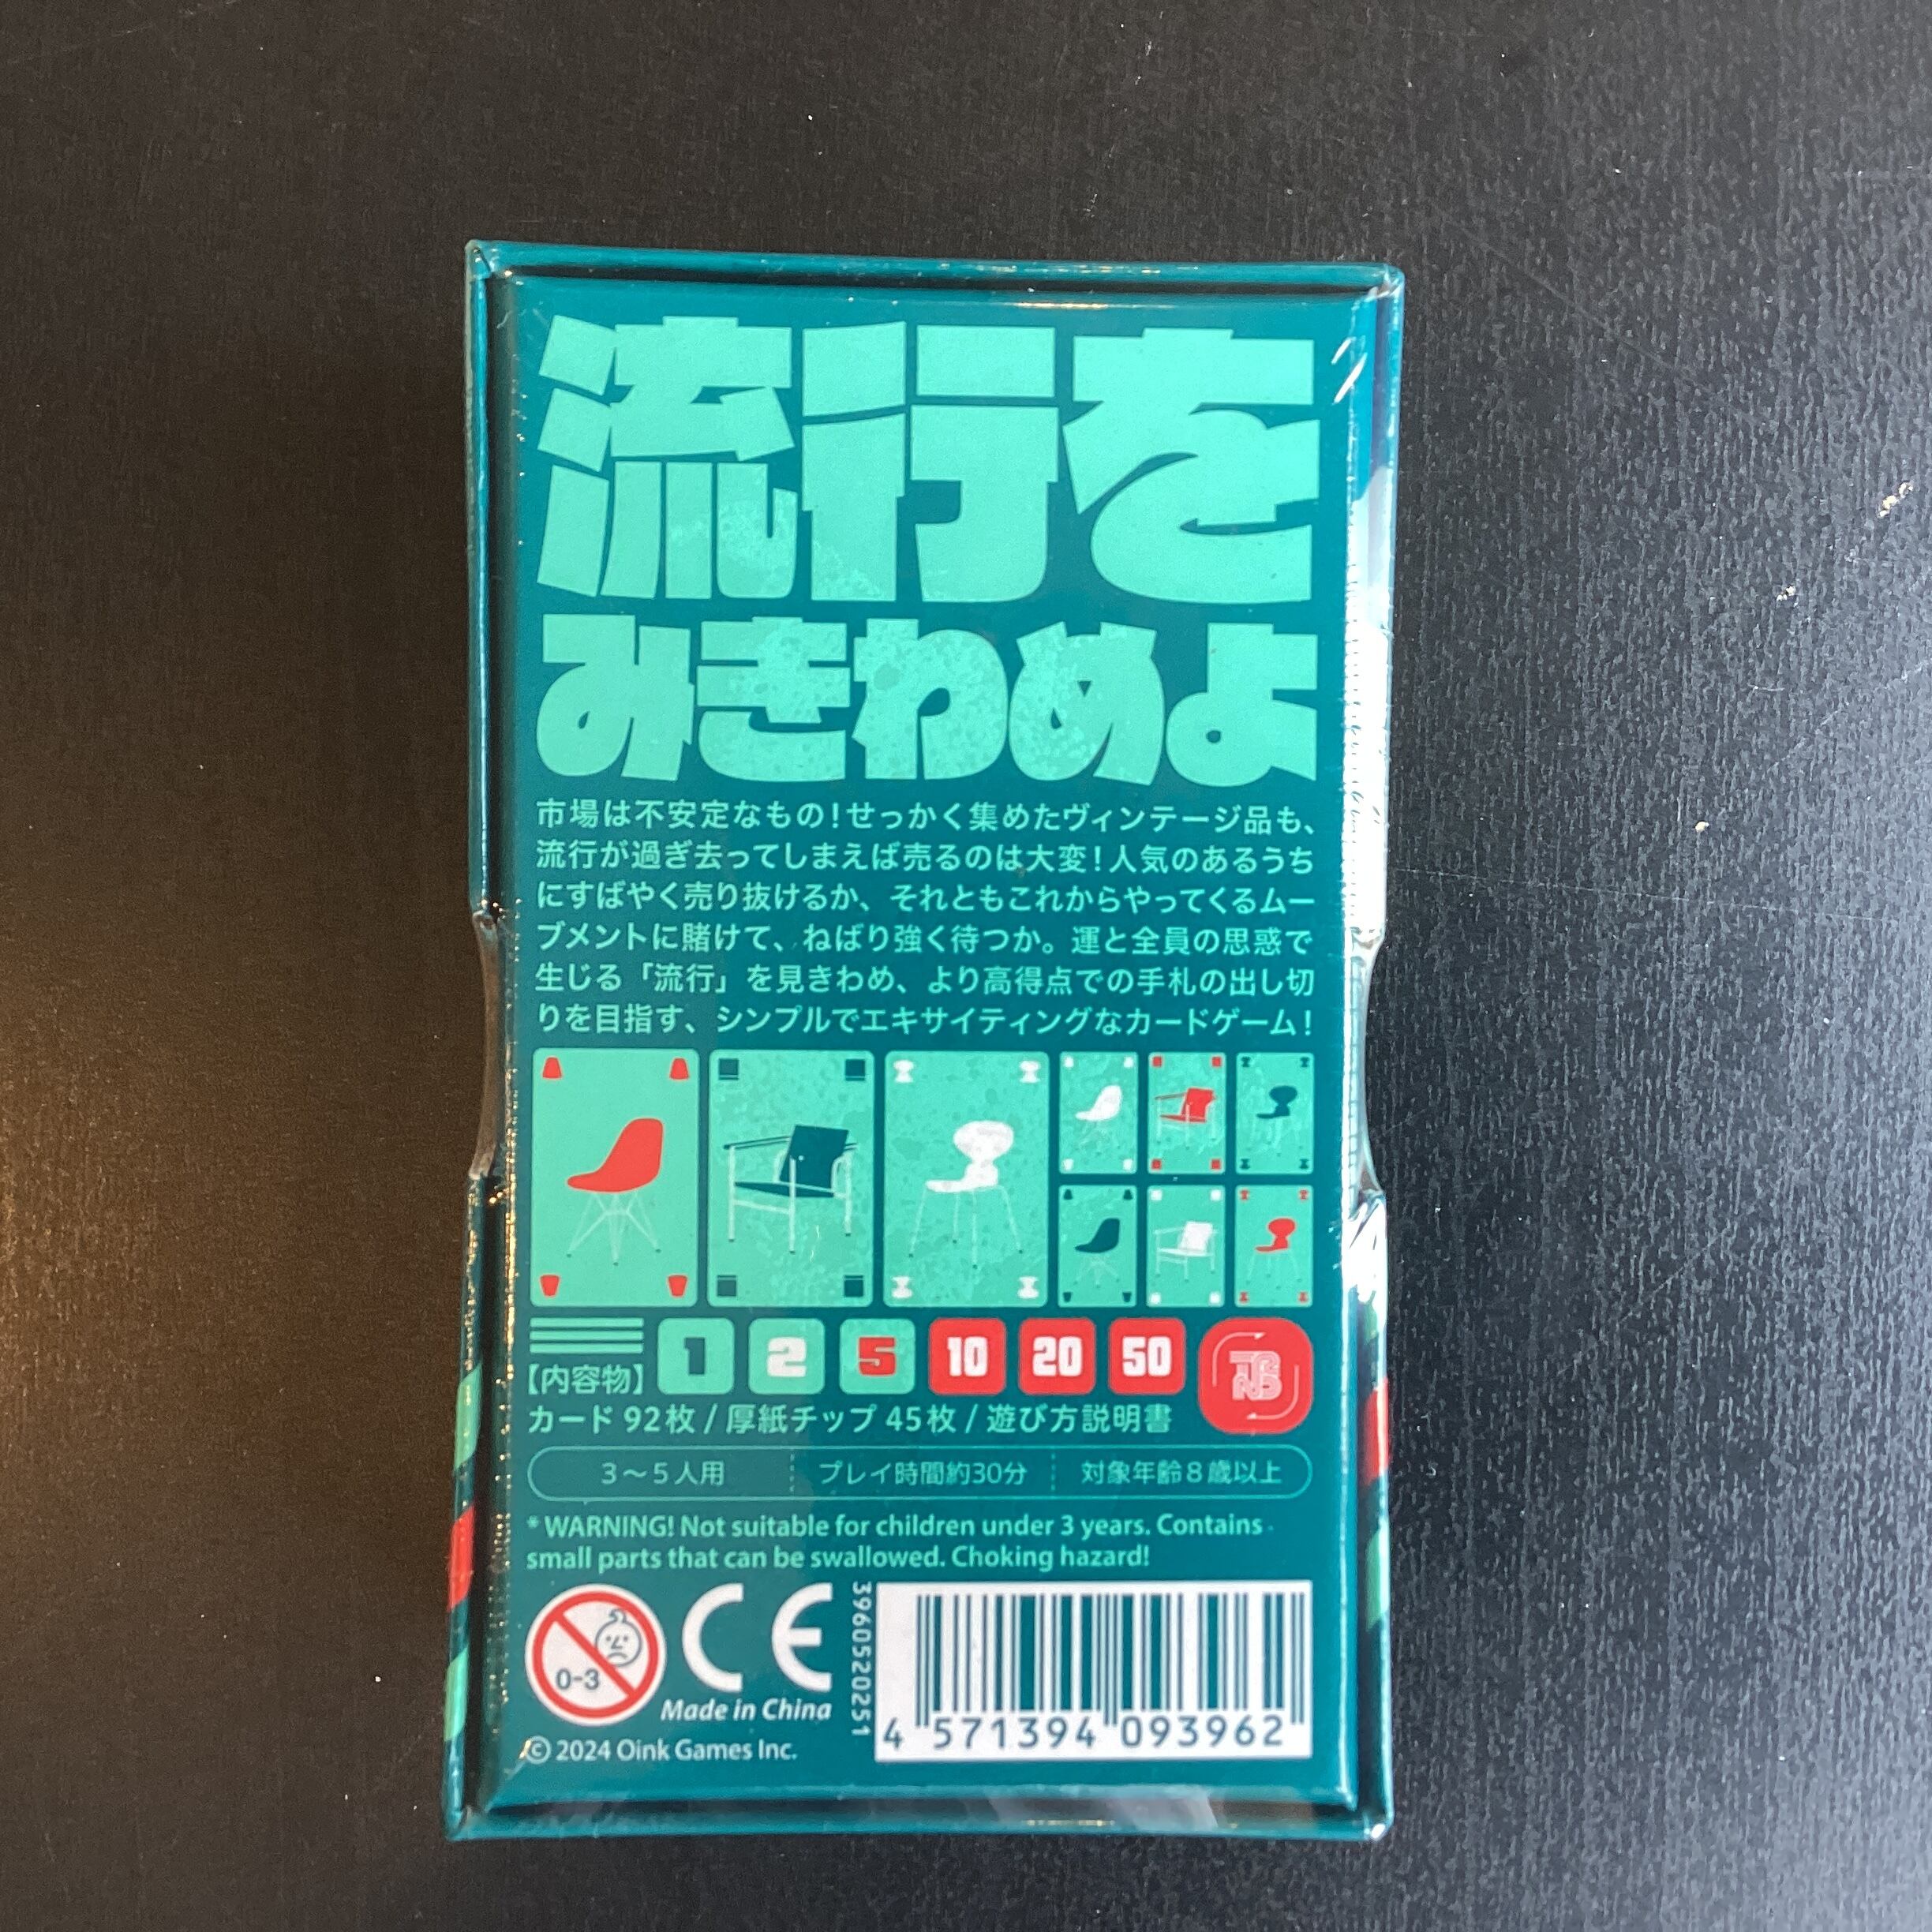 流行を
みきわめよ
市場は不安定なもの！せっかく集めたヴィンテージ品も、
流行が過ぎ去ってしまえば売るのは大変！人気のあるうち
にすばやく売り抜けるか、それともこれからやってくるムー
ブメントに賭けて、ねばり強く待つか。運と全員の思惑で
生じる「流行」を見きわめ、より高得点での手札の出し切
りを目指す、シンプルでエキサイティングなカードゲーム！
1 2 5 10 20 50
【内容物】
カード 92枚 / 厚紙チップ 45枚 / 遊び方説明書
3〜5人用 プレイ時間約30分 対象年齢8歳以上
* WARNING! Not suitable for children under 3 years. Contains
small parts that can be swallowed. Choking hazard!
0-3
CE
Made in China
© 2024 Oink Games Inc.
39605202​51
4 571394 093962